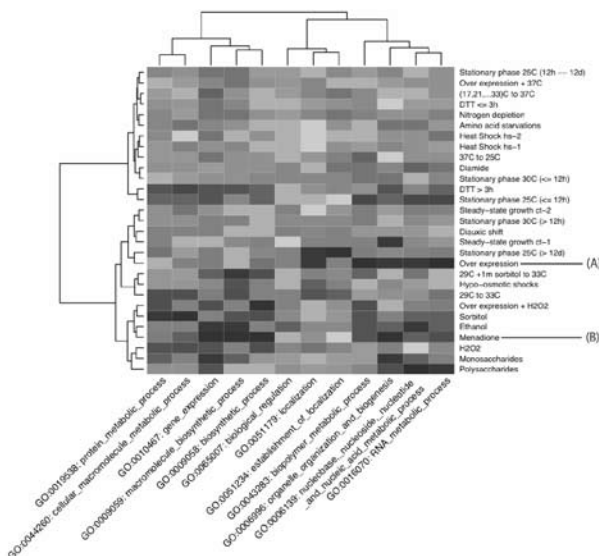 Stationary phase 25C (12h --- 12d)
Over expression + 37C
(17,21,...33)C to 37C
DTT <= 3h
Nitrogen depletion
Amino acid starvations
Heat Shock hs-2
Heat Shock hs-1
37C to 25C
Diamide
Stationary phase 30C (<= 12h)
DTT > 3h
Stationary phase 25C (<= 12h)
Steady-state growth ct-2
Stationary phase 30C (> 12h)
Diauxic shift
Steady-state growth ct-1
Stationary phase 25C (> 12d)
Over expression
(A)
29C +1m sorbitol to 33C
Hypo-osmotic shocks
29C to 33C
Over expression + H2O2
Sorbitol
Ethanol
Menadione
(B)
H2O2
Monosaccharides
Polysaccharides
GO:0019538: protein_metabolic_process
GO:0044260: cellular_macromolecule_metabolic_process
GO:0010467: gene_expression
GO:0009059: macromolecule_biosynthetic_process
GO:0009058: biosynthetic_process
GO:0065007: biological_regulation
GO:0051179: localization
GO:0051234: establishment_of_localization
GO:0043283: biopolymer_metabolic_process
GO:0006996: organelle_organization_and_biogenesis
GO:0006139: nucleobase_nucleoside_nucleotide
_and_nucleic_acid_metabolic_process
GO:0016070: RNA_metabolic_process